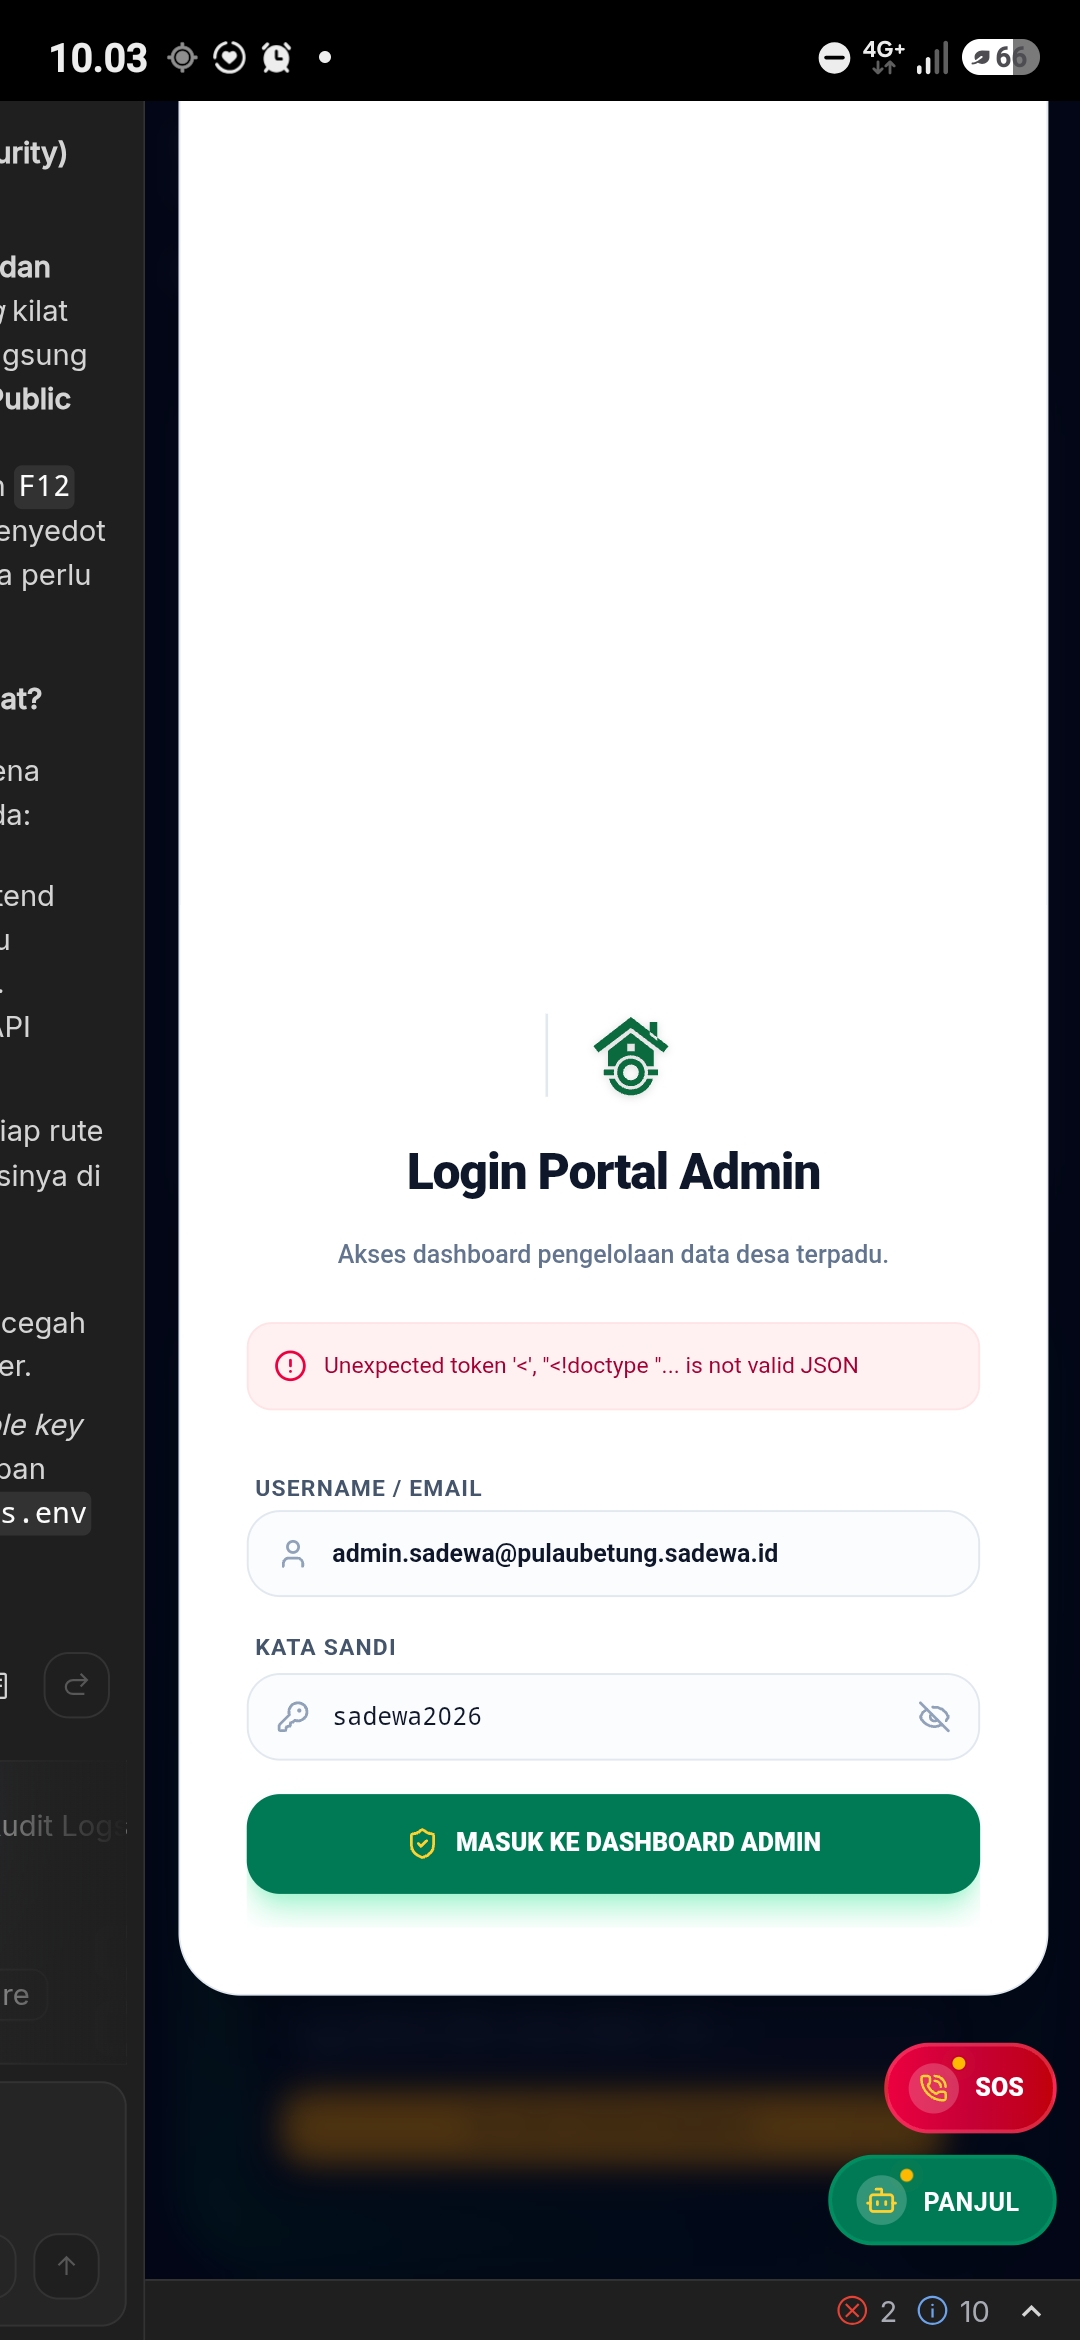 10.03
4G+
66
urity)
dan
kilat
gsung
Public
F12
enyedot
a perlu
at?
ena
da:
tend
u
.
API
iap rute
sinya di
cegah
er.
le key
pan
s.env
udit Logs
re
Login Portal Admin
Akses dashboard pengelolaan data desa terpadu.
Unexpected token '<', "<!doctype "... is not valid JSON
USERNAME / EMAIL
admin.sadewa@pulaubetung.sadewa.id
KATA SANDI
sadewa2026
MASUK KE DASHBOARD ADMIN
SOS
PANJUL
2 10